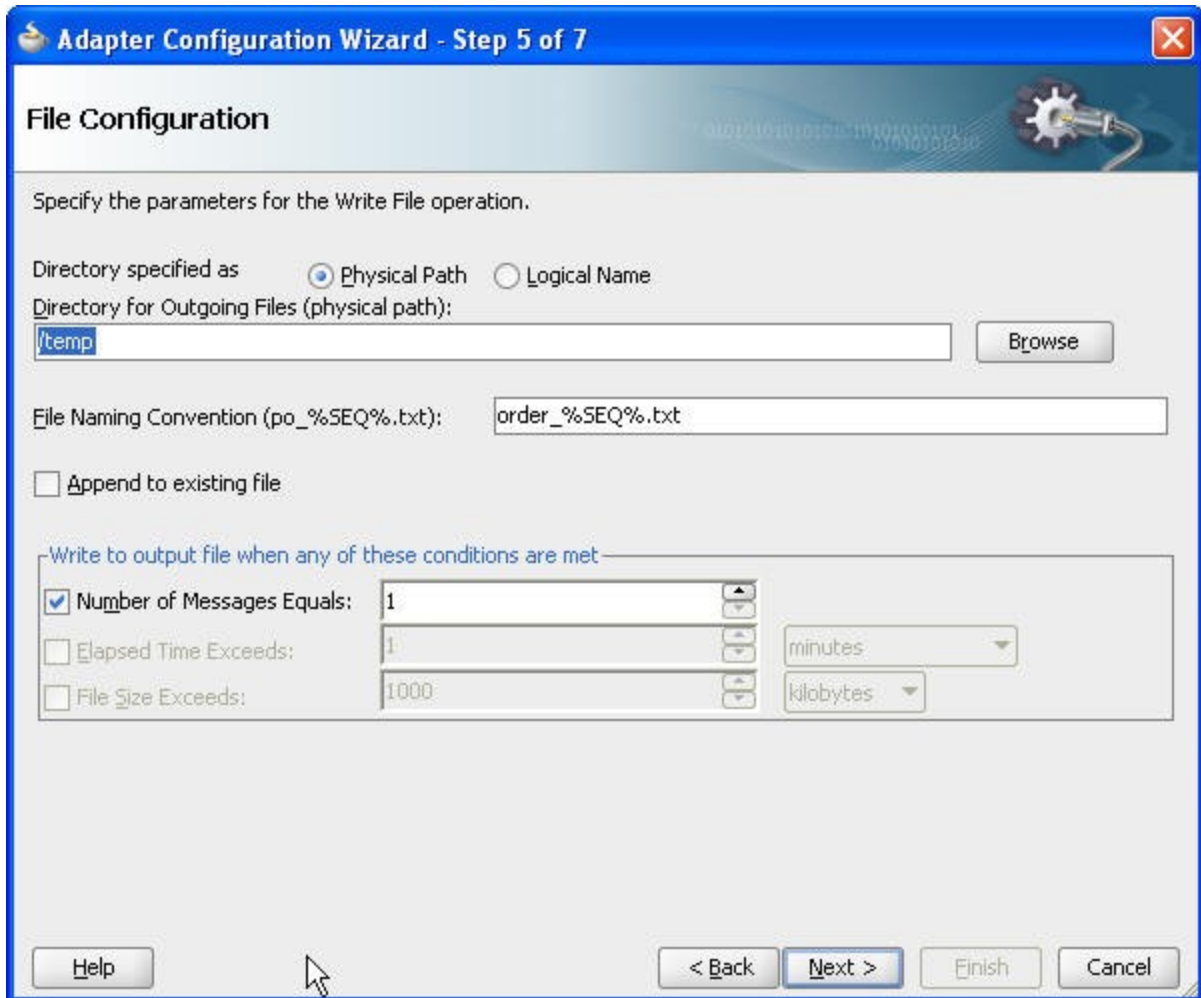 Adapter Configuration Wizard - Step 5 of 7
File Configuration
Specify the parameters for the Write File operation.
Directory specified as Physical Path Logical Name
Directory for Outgoing Files (physical path):
/temp Browse
File Naming Convention (po_%SEQ%.txt): order_%SEQ%.txt
Append to existing file
Write to output file when any of these conditions are met
Number of Messages Equals: 1
Elapsed Time Exceeds: 1 minutes
File Size Exceeds: 1000 kilobytes
Help < Back Next > Finish Cancel